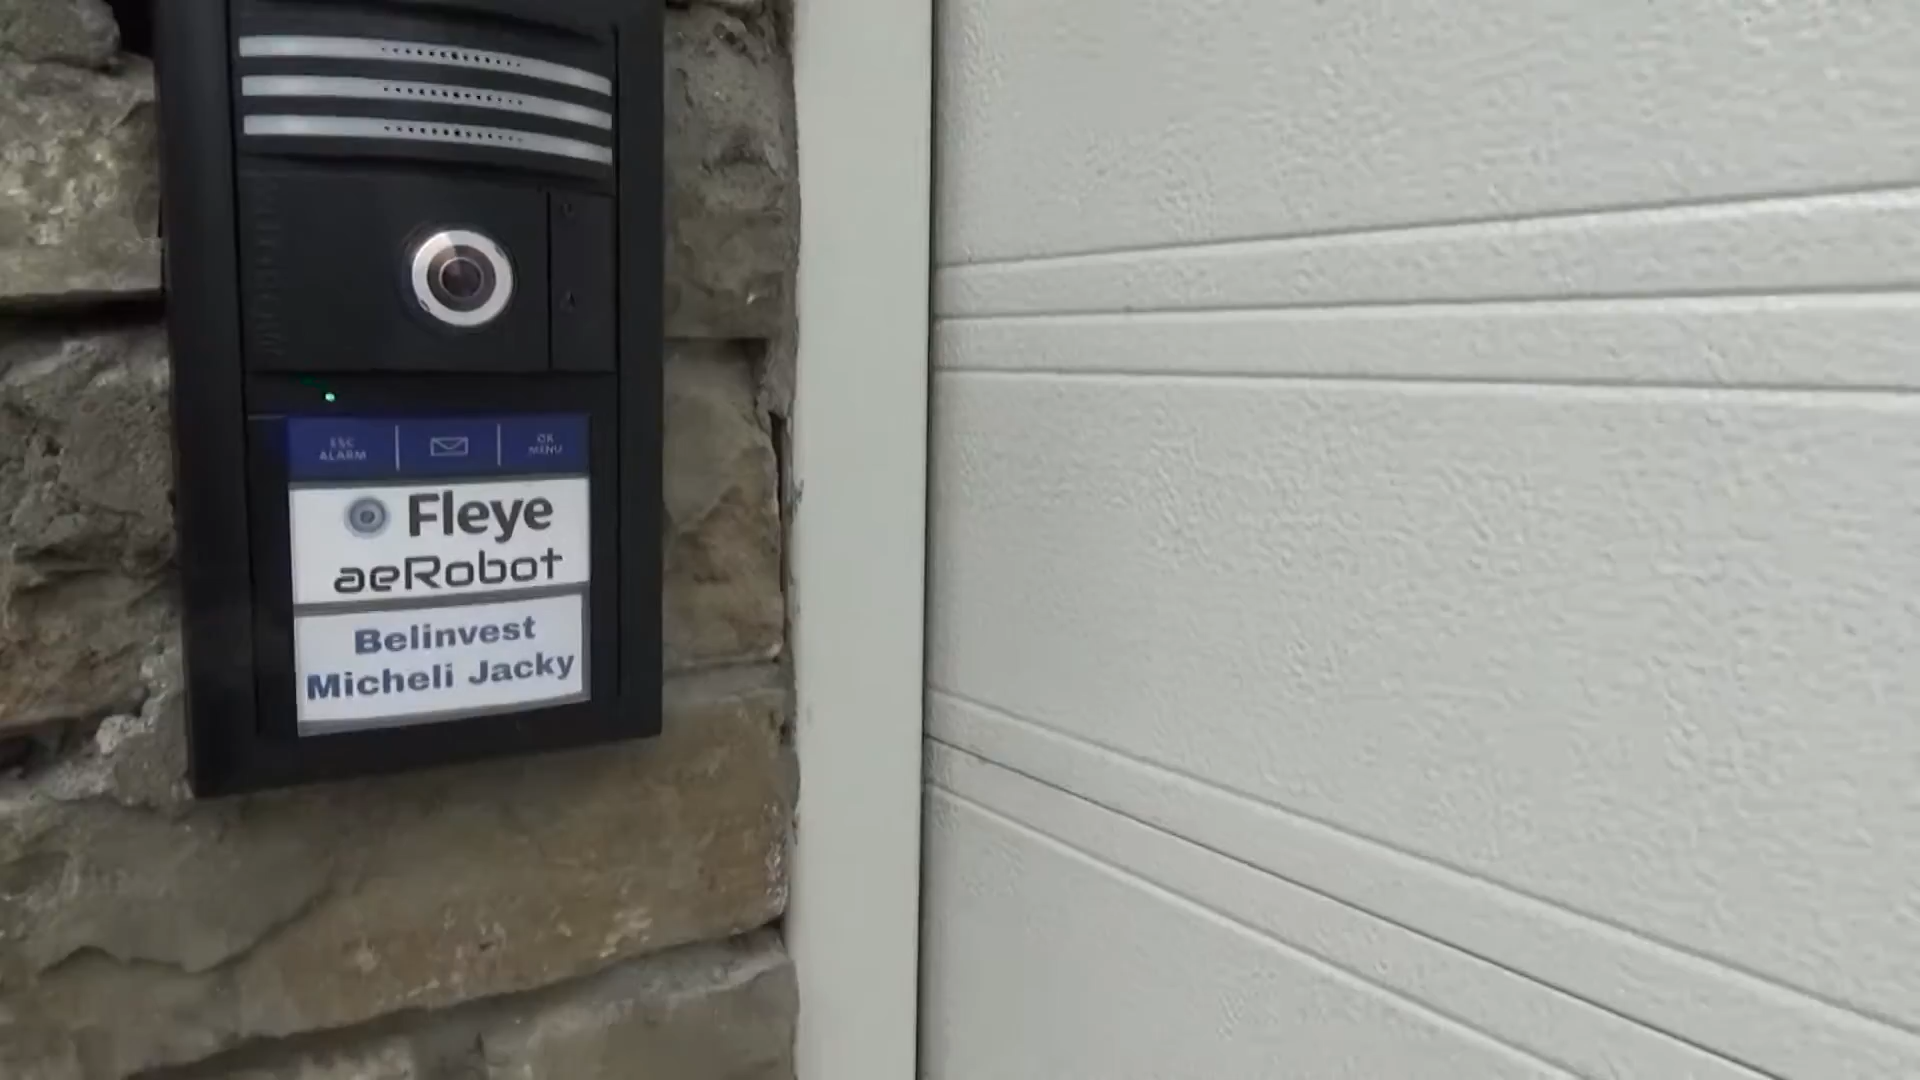 ESC
ALARM
OK
MENU
Fleye
aeRobot
Belinvest
Micheli Jacky